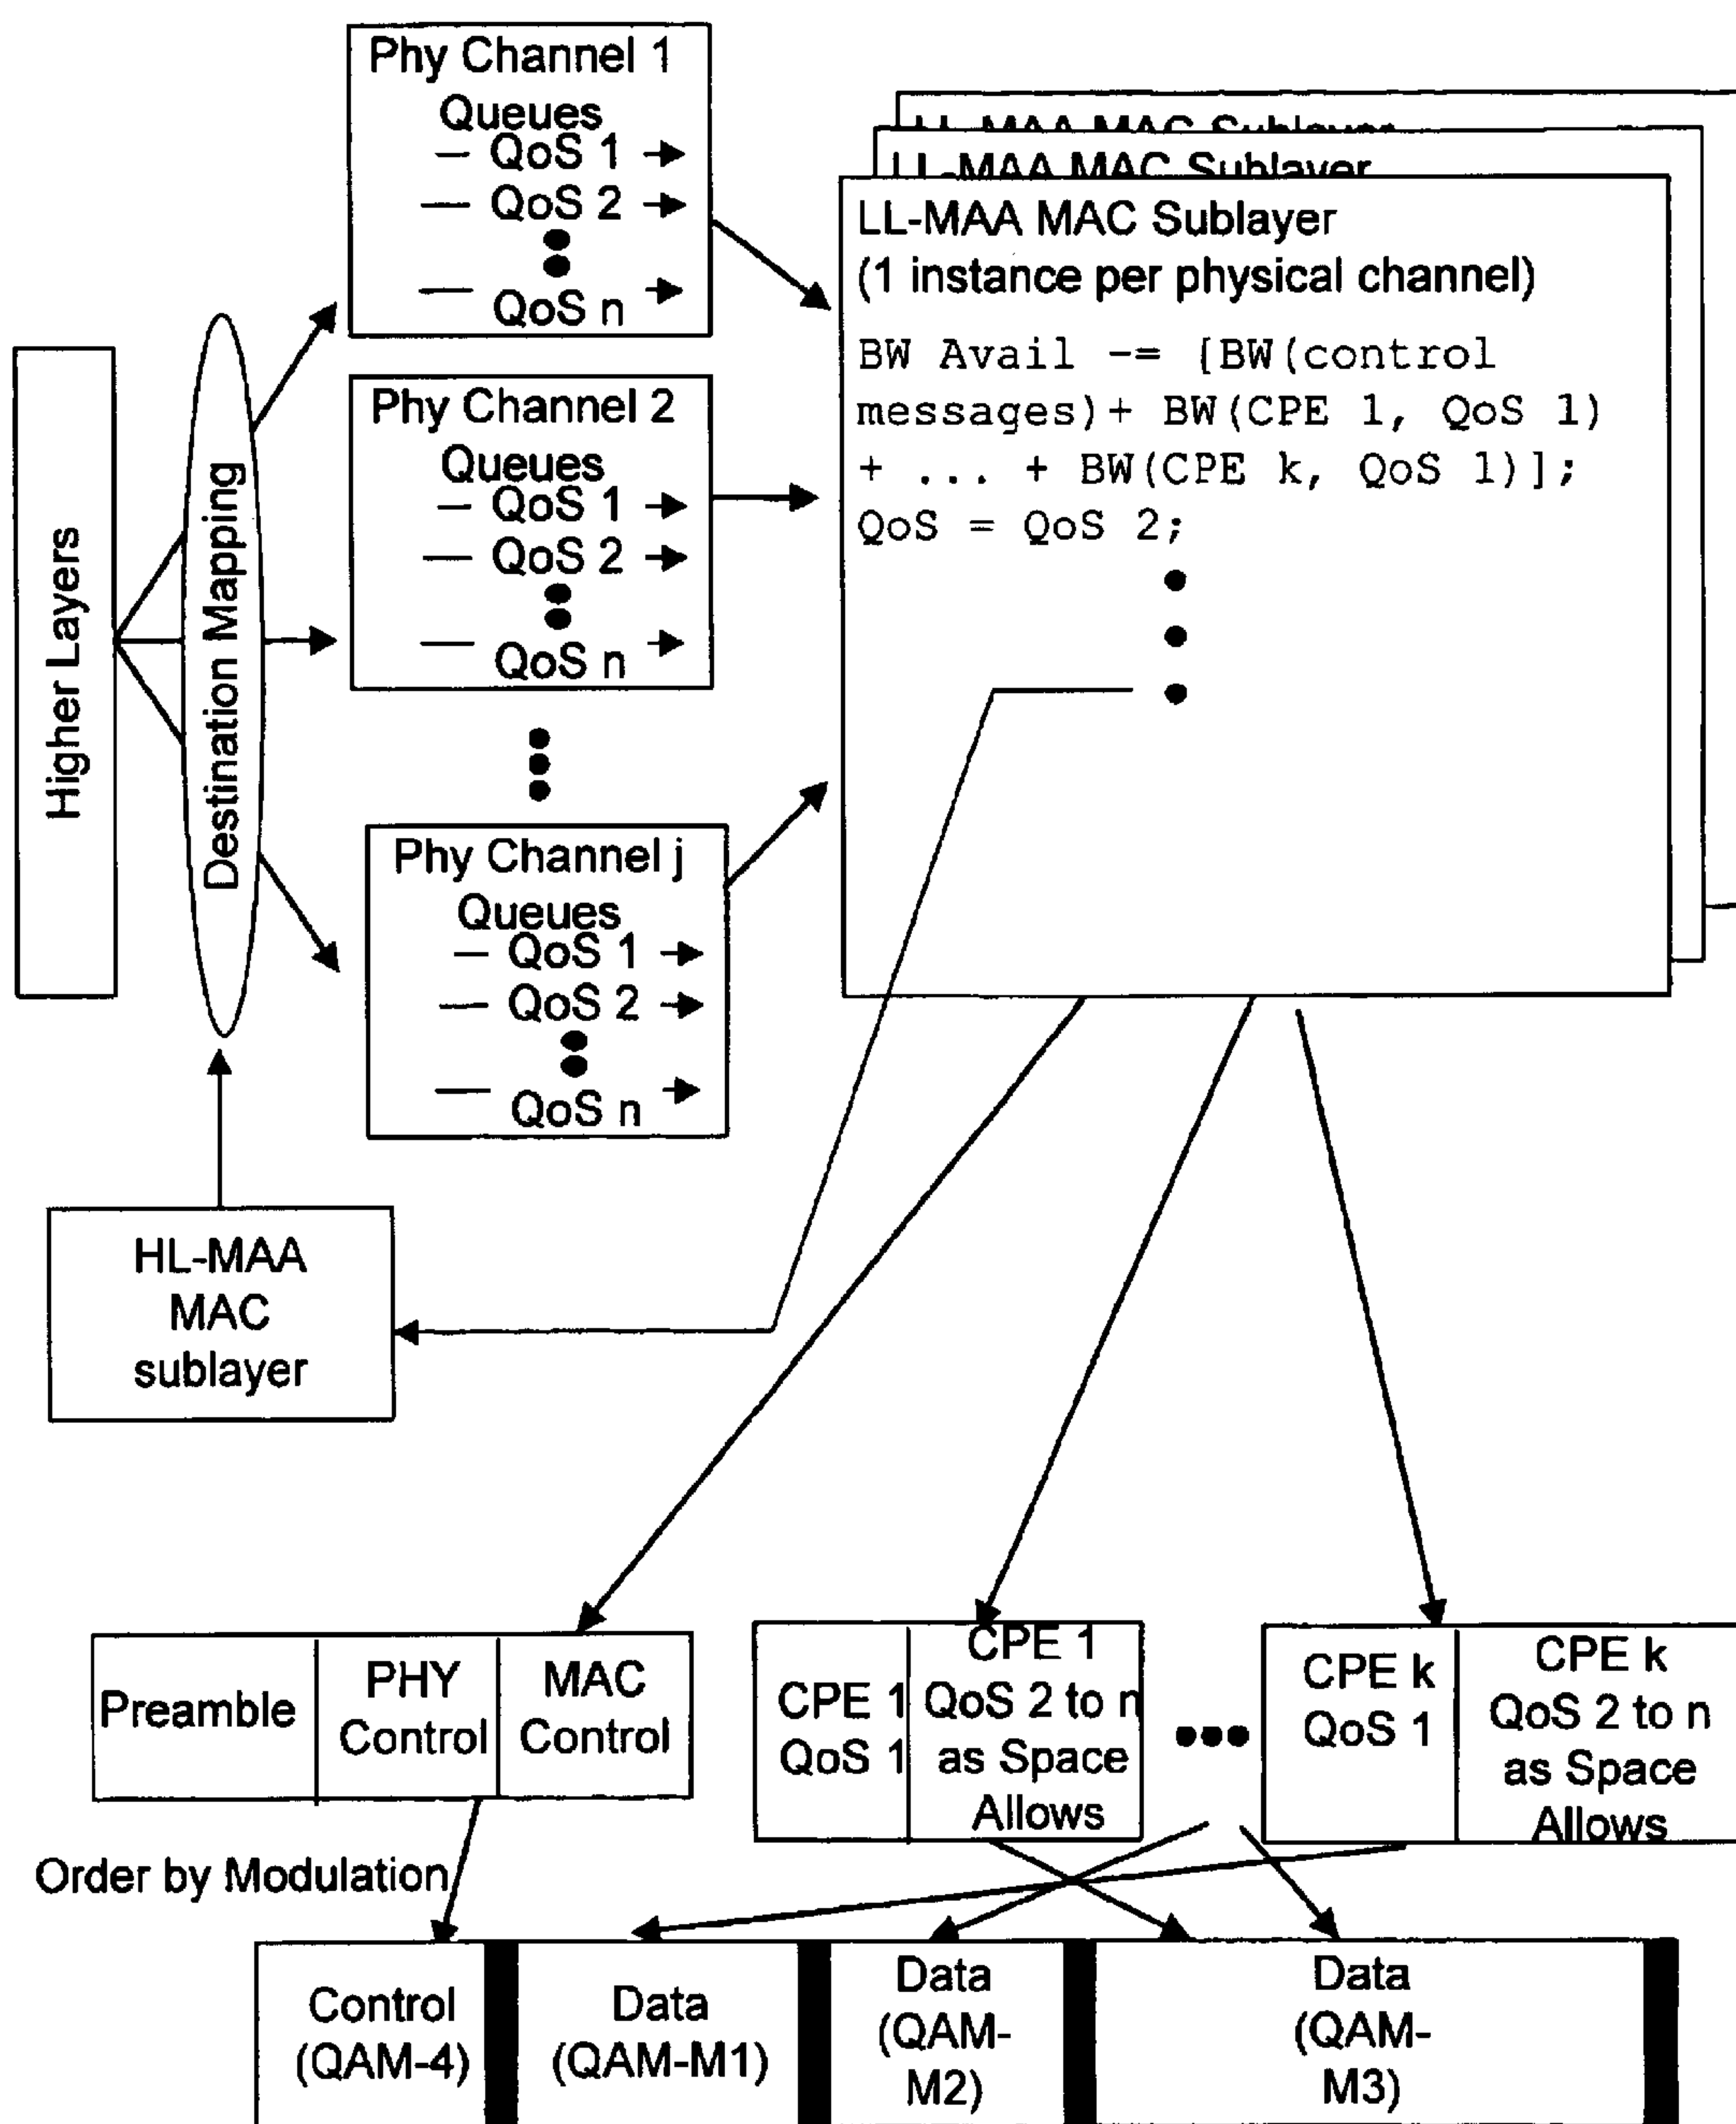 Phy Channel 1
Queues
QoS 1
QoS 2
QoS n
Phy Channel 2
Queues
QoS 1
QoS 2
QoS n
Phy Channel j
Queues
QoS 1
QoS 2
QoS n
Higher Layers
Destination Mapping
LL-MAA MAC Sublayer
LL-MAA MAC Sublayer
LL-MAA MAC Sublayer
(1 instance per physical channel)
BW Avail -= [BW(control
messages)+ BW(CPE 1, QoS 1)
+ ... + BW(CPE k, QoS 1)];
QoS = QoS 2;
HL-MAA
MAC
sublayer
Preamble
PHY
Control
MAC
Control
CPE 1
QoS 1
CPE 1
QoS 2 to n
as Space
Allows
CPE k
QoS 1
CPE k
QoS 2 to n
as Space
Allows
Order by Modulation
Control
(QAM-4)
Data
(QAM-M1)
Data
(QAM-
M2)
Data
(QAM-
M3)